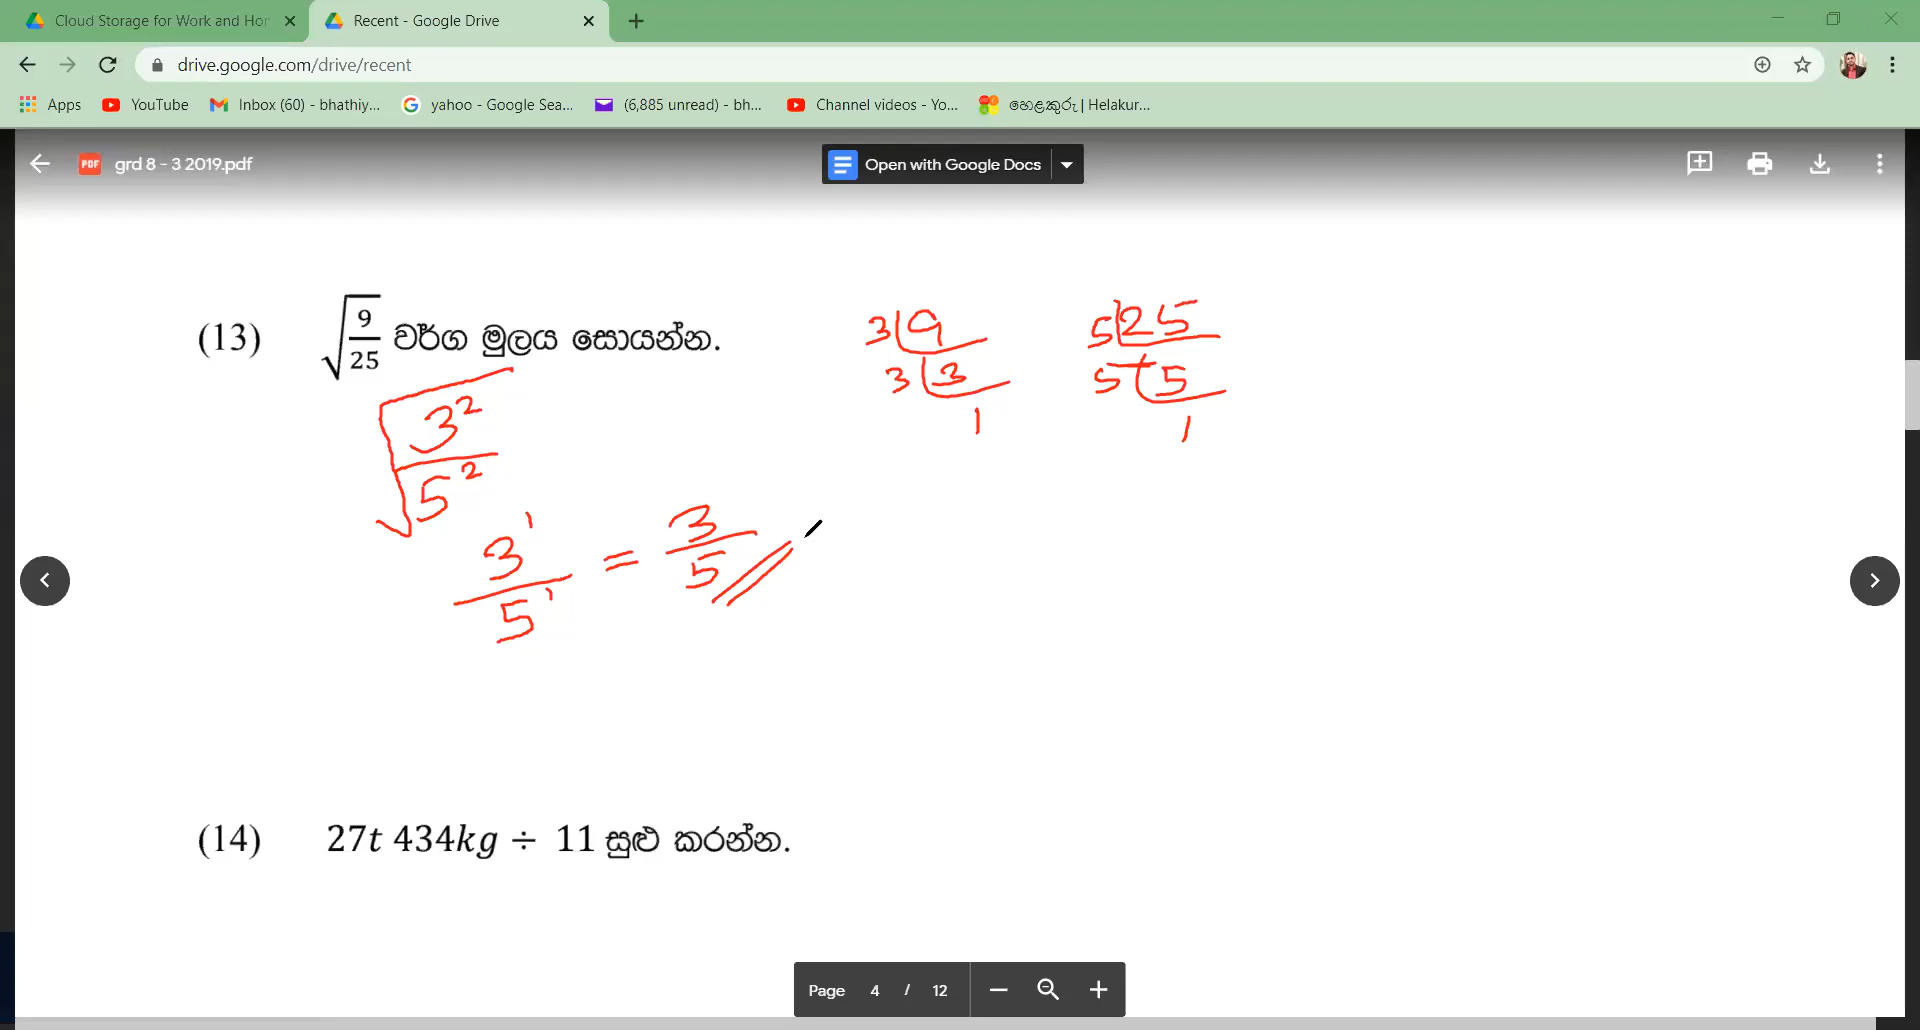 Cloud Storage for Work and Hor
Recent - Google Drive
drive.google.com/drive/recent
Apps YouTube Inbox (60) - bhathiy... yahoo - Google Sea... (6,885 unread) - bh... Channel videos - Yo... හෙළකුරු | Helakur...
PDF grd 8 - 3 2019.pdf Open with Google Docs
(13) √(9/25) වර්ග මූලය සොයන්න.
3 9
3 3
1
5 25
5 5
1
√(3²/5²)
3¹/5¹ = 3/5
(14) 27t 434kg ÷ 11 සුළු කරන්න.
Page 4 / 12